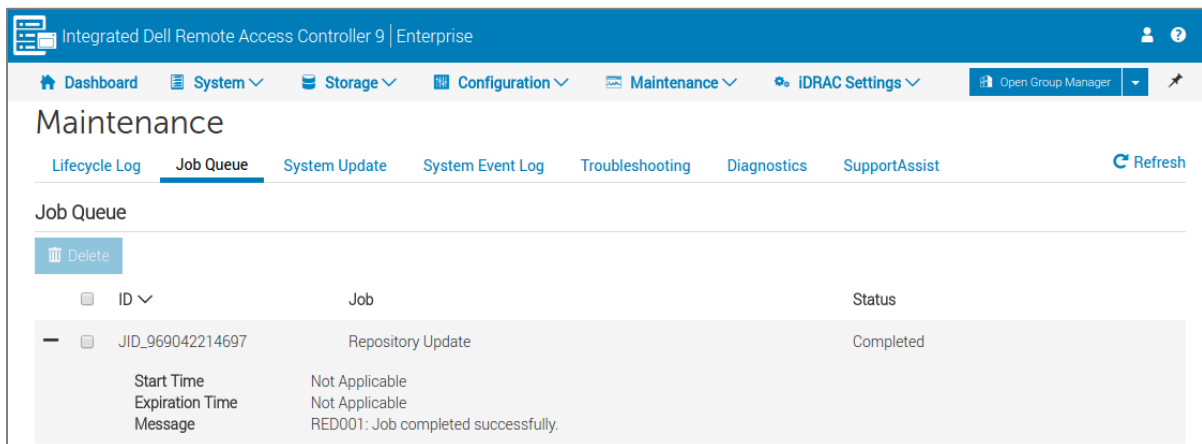 Integrated Dell Remote Access Controller 9 | Enterprise
Dashboard System Storage Configuration Maintenance iDRAC Settings Open Group Manager
Maintenance
Lifecycle Log Job Queue System Update System Event Log Troubleshooting Diagnostics SupportAssist Refresh
Job Queue
Delete
ID Job Status
JID_969042214697 Repository Update Completed
Start Time Not Applicable
Expiration Time Not Applicable
Message RED001: Job completed successfully.